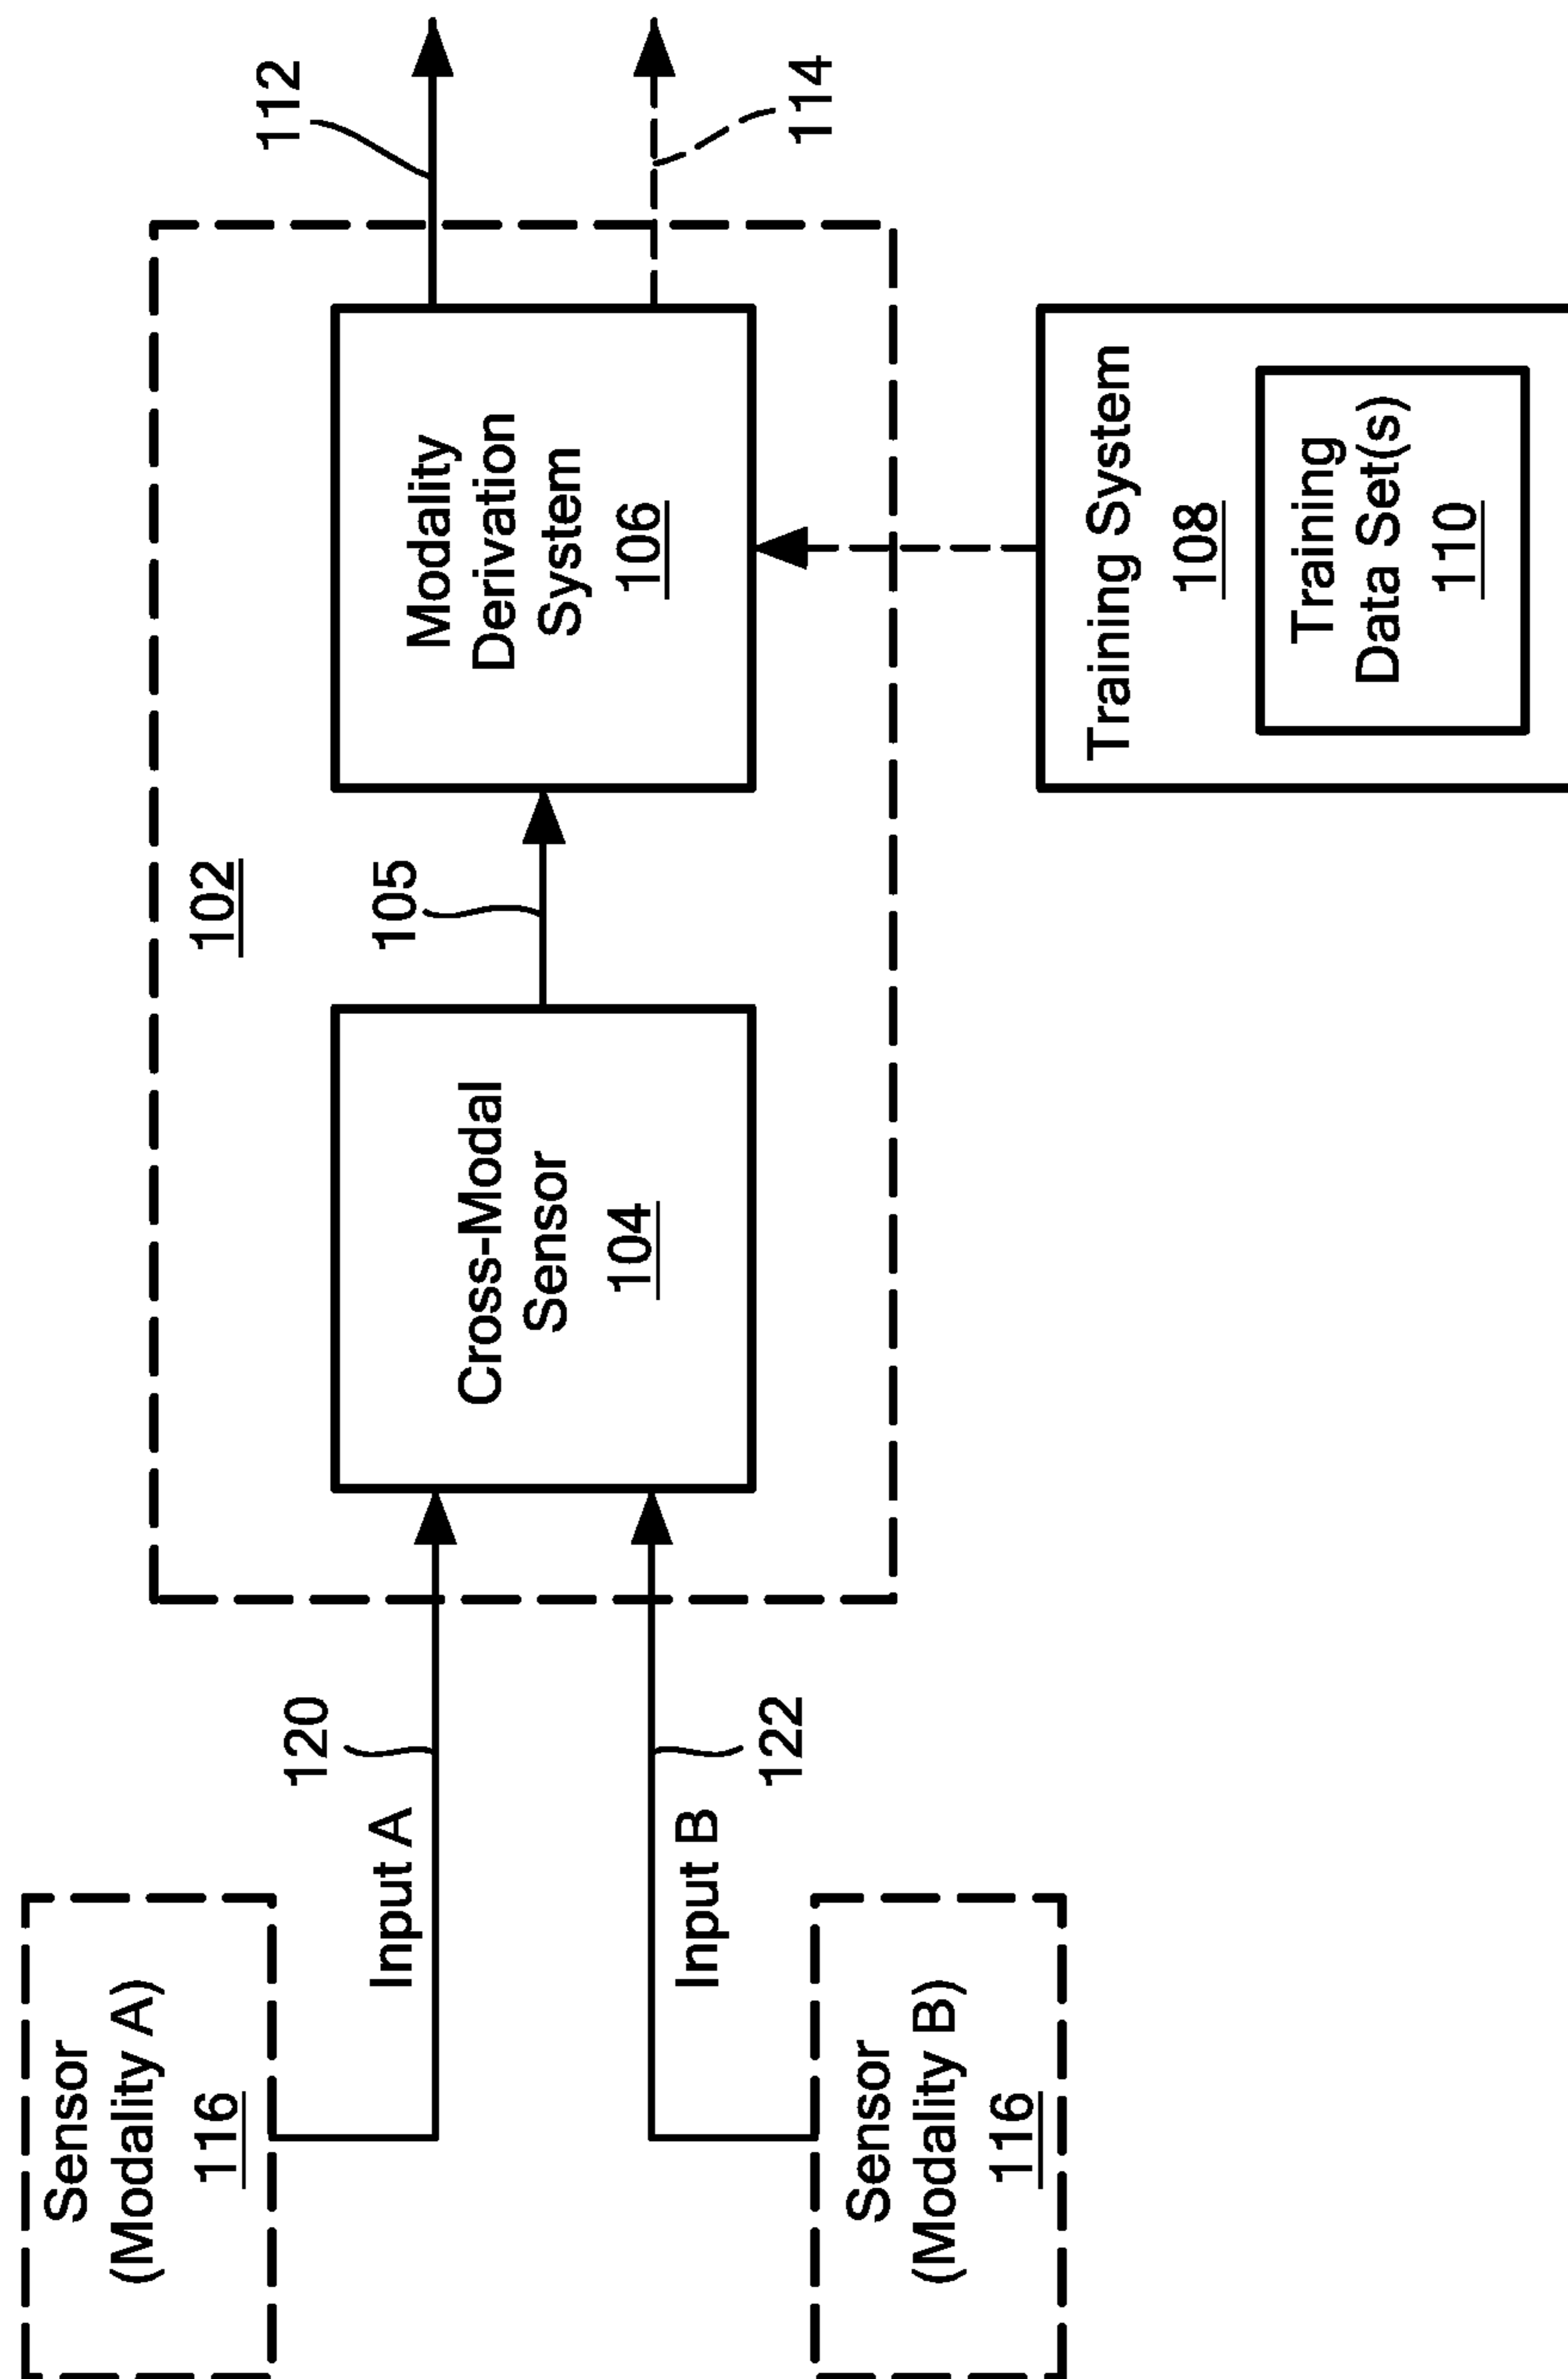 Sensor
(Modality A)
116
Input A
120
Sensor
(Modality B)
116
Input B
122
102
Cross-Modal
Sensor
104
105
Modality
Derivation
System
106
112
114
Training System
108
Training
Data Set(s)
110